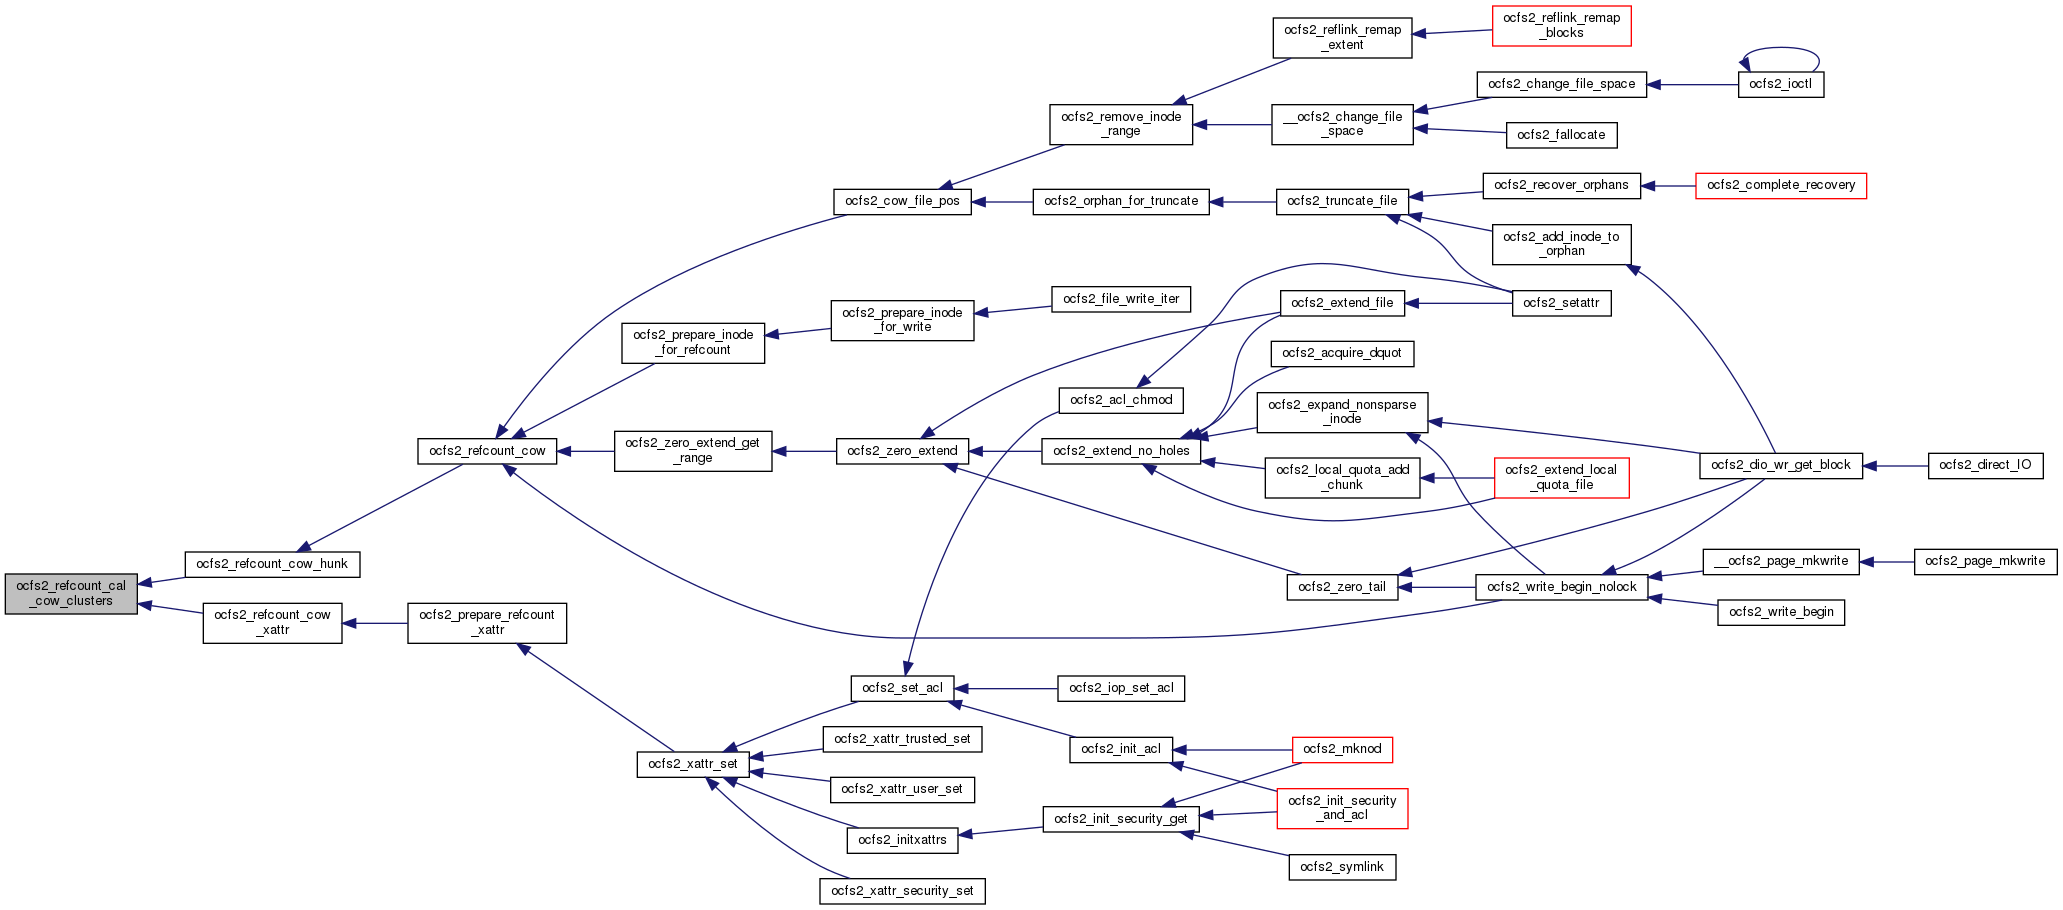 ocfs2_reflink_remap
_extent
ocfs2_reflink_remap
_blocks
ocfs2_change_file_space
ocfs2_ioctl
ocfs2_remove_inode
_range
__ocfs2_change_file
_space
ocfs2_fallocate
ocfs2_cow_file_pos
ocfs2_orphan_for_truncate
ocfs2_truncate_file
ocfs2_recover_orphans
ocfs2_complete_recovery
ocfs2_add_inode_to
_orphan
ocfs2_prepare_inode
_for_refcount
ocfs2_prepare_inode
_for_write
ocfs2_file_write_iter
ocfs2_extend_file
ocfs2_setattr
ocfs2_acquire_dquot
ocfs2_acl_chmod
ocfs2_expand_nonsparse
_inode
ocfs2_refcount_cow
ocfs2_zero_extend_get
_range
ocfs2_zero_extend
ocfs2_extend_no_holes
ocfs2_local_quota_add
_chunk
ocfs2_extend_local
_quota_file
ocfs2_dio_wr_get_block
ocfs2_direct_IO
ocfs2_refcount_cal
_cow_clusters
ocfs2_refcount_cow_hunk
ocfs2_refcount_cow
_xattr
ocfs2_prepare_refcount
_xattr
ocfs2_zero_tail
ocfs2_write_begin_nolock
__ocfs2_page_mkwrite
ocfs2_page_mkwrite
ocfs2_write_begin
ocfs2_set_acl
ocfs2_iop_set_acl
ocfs2_xattr_set
ocfs2_xattr_trusted_set
ocfs2_init_acl
ocfs2_mknod
ocfs2_xattr_user_set
ocfs2_initxattrs
ocfs2_init_security_get
ocfs2_init_security
_and_acl
ocfs2_symlink
ocfs2_xattr_security_set